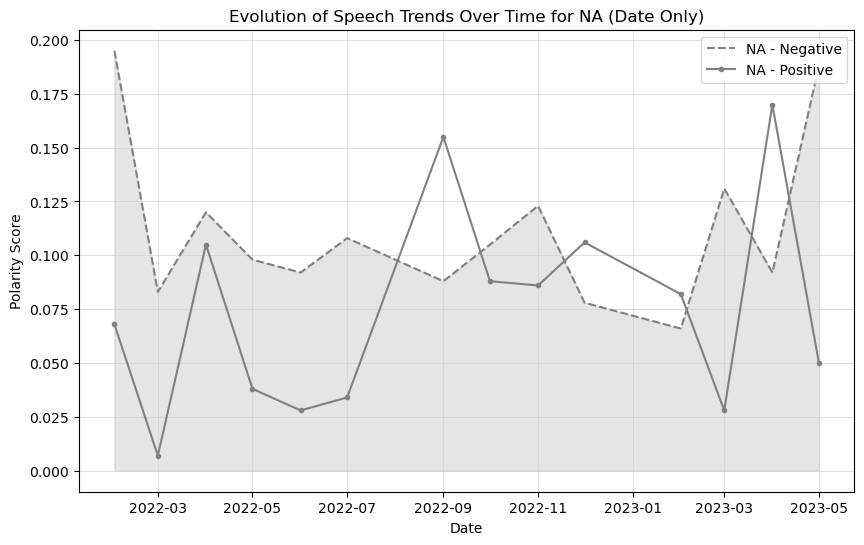 Evolution of Speech Trends Over Time for NA (Date Only)
NA - Negative
NA - Positive
0.200
0.175
0.150
0.125
0.100
0.075
0.050
0.025
0.000
Polarity Score
2022-03 2022-05 2022-07 2022-09 2022-11 2023-01 2023-03 2023-05
Date